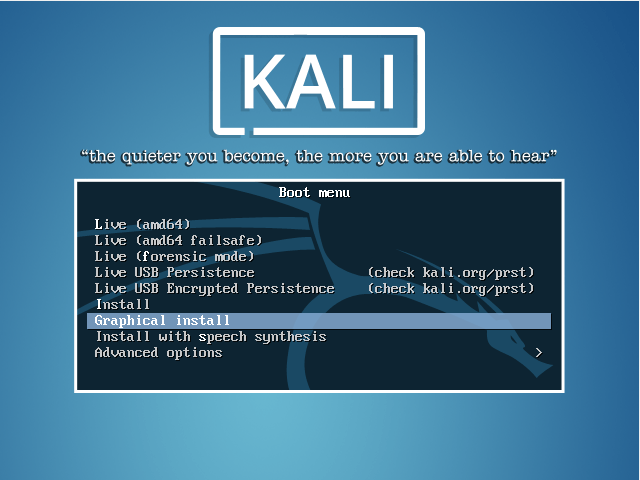 KALI
“the quieter you become, the more you are able to hear”
Boot menu
Live (amd64)
Live (amd64 failsafe)
Live (forensic mode)
Live USB Persistence (check kali.org/prst)
Live USB Encrypted Persistence (check kali.org/prst)
Install
Graphical install
Install with speech synthesis
Advanced options >